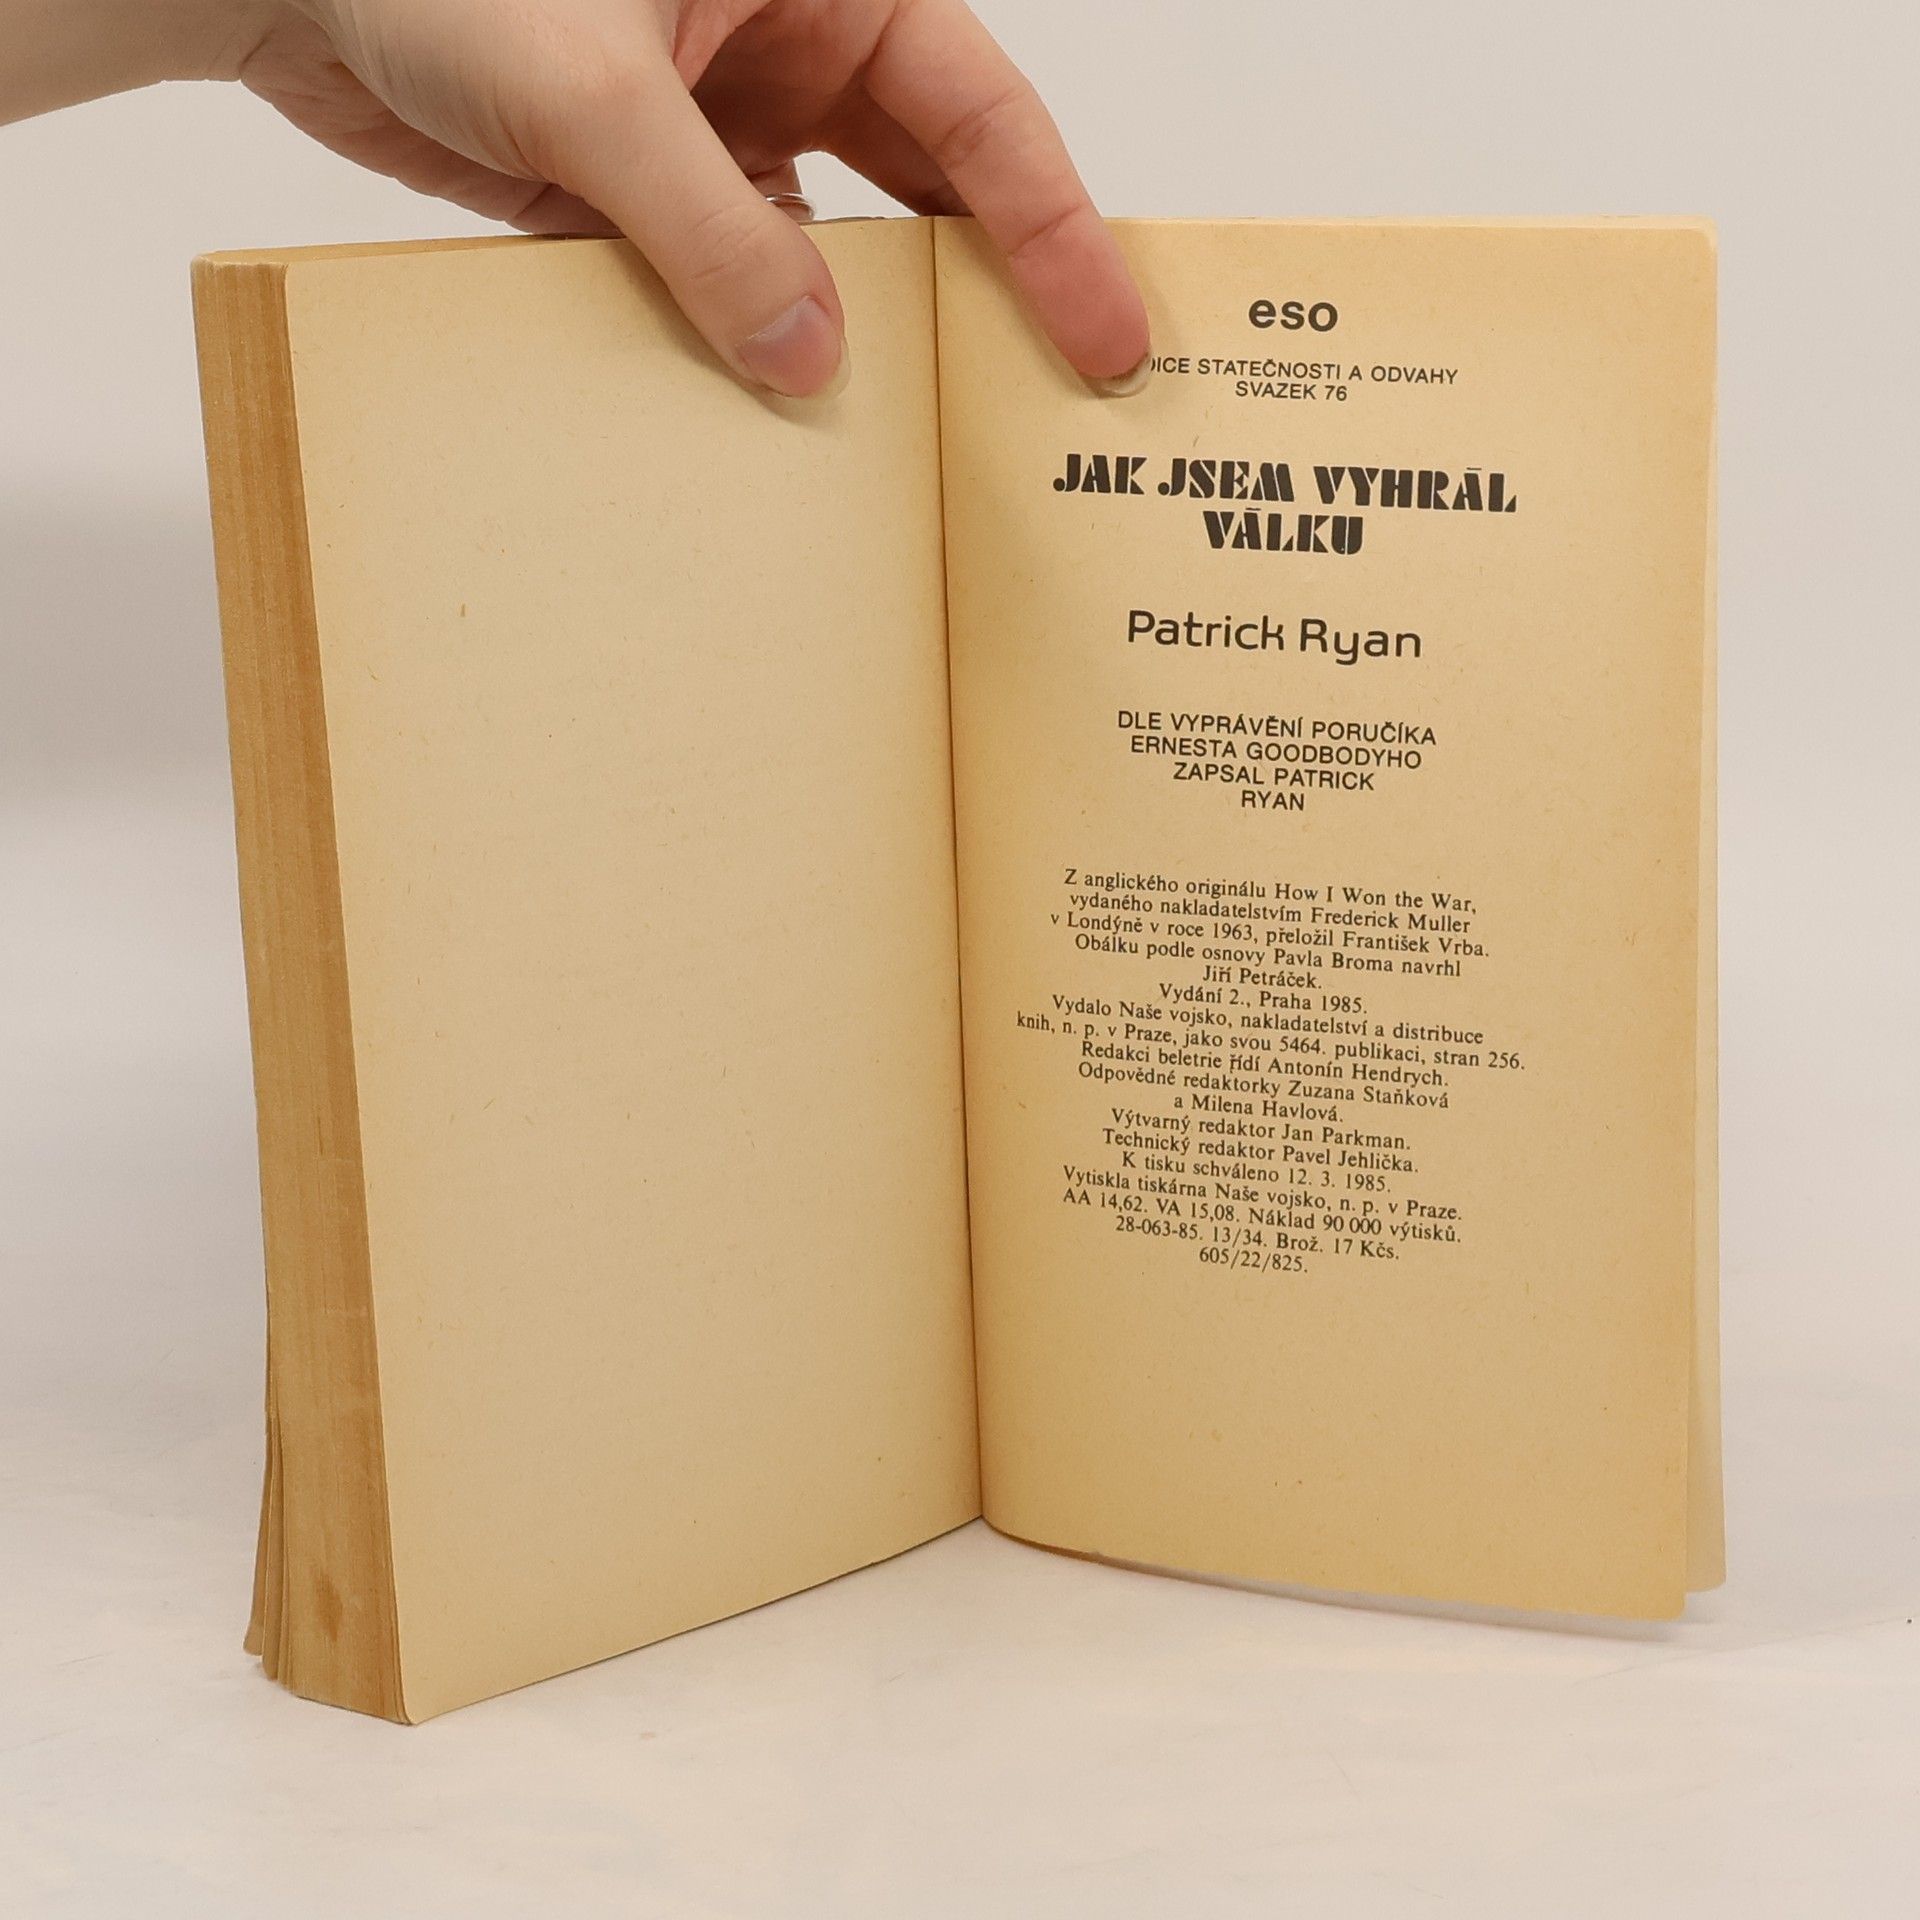 eso
STATEČNOSTI A ODVAHY
SVAZEK 76
JAK JSEM VYHRÁL
VÁLKU
Patrick Ryan
DLE VYPRÁVĚNÍ PORUČÍKA
ERNESTA GOODBODYHO
ZAPSAL PATRICK
RYAN
Z anglického originálu How I Won the War,
vydaného nakladatelstvím Frederick Muller
v Londýně v roce 1963, přeložil František Vrba.
Obálku podle osnovy Pavla Broma navrhl
Jiří Petráček.
Vydání 2., Praha 1985.
Vydalo Naše vojsko, nakladatelství a distribuce
knih, n. p. v Praze, jako svou 5464. publikaci, stran 256.
Redakci beletrie řídí Antonín Hendrych.
Odpovědné redaktorky Zuzana Staňková
a Milena Havlová.
Výtvarný redaktor Jan Parkman.
Technický redaktor Pavel Jehlička.
K tisku schváleno 12. 3. 1985.
Vytiskla tiskárna Naše vojsko, n. p. v Praze.
AA 14,62. VA 15,08. Náklad 90 000 výtisků.
28-063-85. 13/34. Brož. 17 Kčs.
605/22/825.